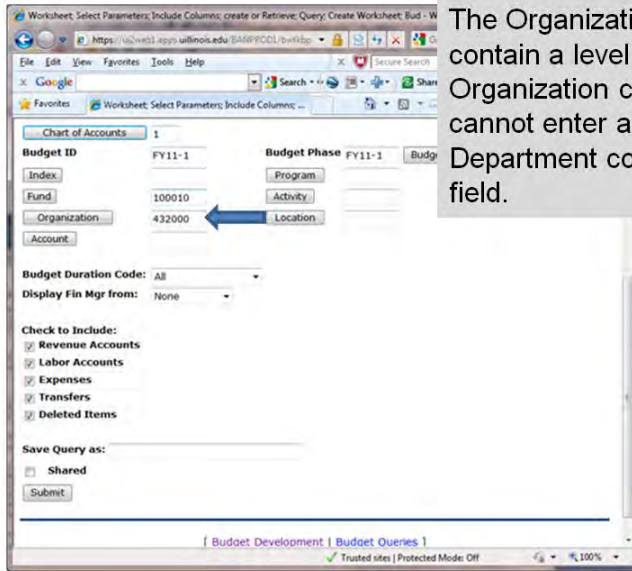 Worksheet; Select Parameters; Include Columns; create or Retrieve; Query; Create Worksheet; Bud - W
https://ui2web1.apps.uillinois.edu/BANPROD1/bwfkbp
File Edit View Favorites Tools Help
Secure Search
x Google
Search
Share
Favorites
Worksheet; Select Parameters; Include Columns; ...
The Organizati
contain a level
Organization c
cannot enter a
Department co
field.
Chart of Accounts 1
Budget ID FY11-1 Budget Phase FY11-1 Budg
Index Program
Fund 100010 Activity
Organization 432000 Location
Account
Budget Duration Code: All
Display Fin Mgr from: None
Check to Include:
Revenue Accounts
Labor Accounts
Expenses
Transfers
Deleted Items
Save Query as:
Shared
Submit
[ Budget Development | Budget Queries ]
Trusted sites | Protected Mode: Off
100%